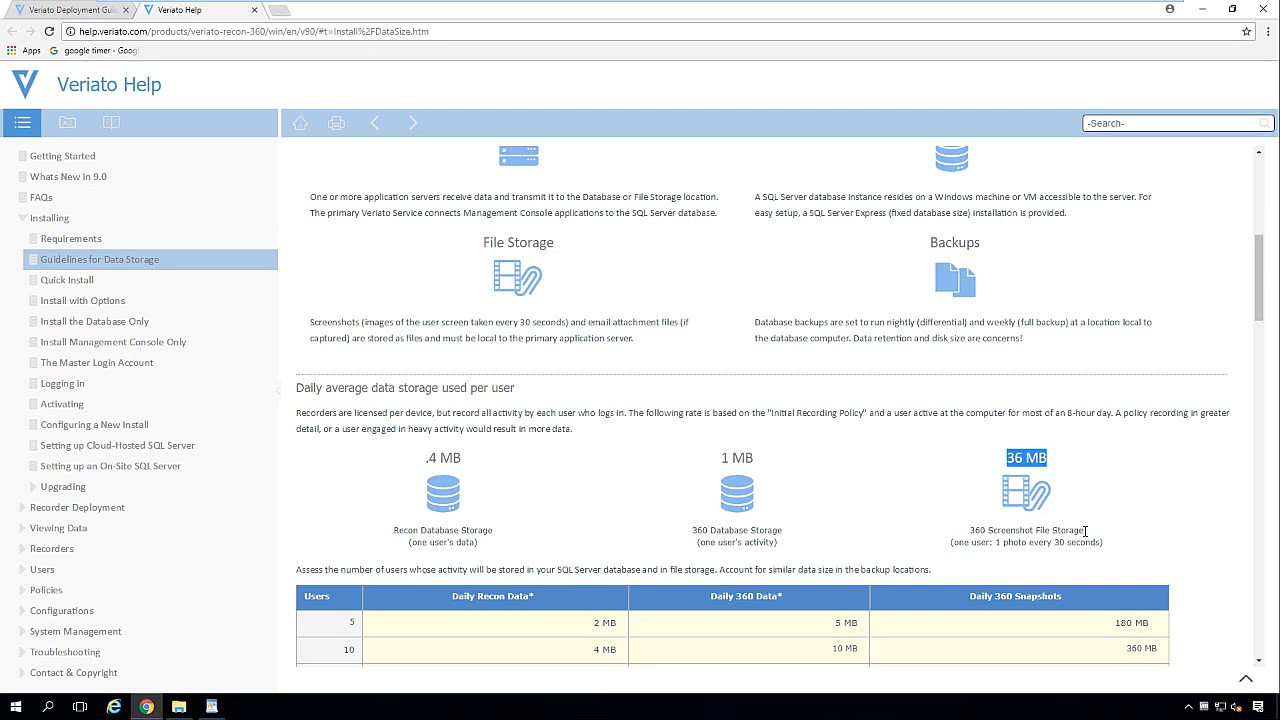 Veriato Deployment Gui
Veriato Help
help.veriato.com/products/veriato-recon-360/win/en/v90/#t=Install%2FDataSize.htm
Apps
google timer - Goog
Veriato Help
-Search-
Getting Started
Whats New In 9.0
FAQs
Installing
Requirements
Guidelines for Data Storage
Quick Install
Install with Options
Install the Database Only
Install Management Console Only
The Master Login Account
Logging in
Activating
Configuring a New Install
Setting up Cloud-Hosted SQL Server
Setting up an On-Site SQL Server
Upgrading
Recorder Deployment
Viewing Data
Recorders
Users
Policies
Configurations
System Management
Troubleshooting
Contact & Copyright
One or more application servers receive data and transmit it to the Database or File Storage location.
The primary Veriato Service connects Management Console applications to the SQL Server database.
A SQL Server database instance resides on a Windows machine or VM accessible to the server. For
easy setup, a SQL Server Express (fixed database size) installation is provided.
File Storage
Backups
Screenshots (images of the user screen taken every 30 seconds) and email attachment files (if
captured) are stored as files and must be local to the primary application server.
Database backups are set to run nightly (differential) and weekly (full backup) at a location local to
the database computer. Data retention and disk size are concerns!
Daily average data storage used per user
Recorders are licensed per device, but record all activity by each user who logs in. The following rate is based on the "Initial Recording Policy" and a user active at the computer for most of an 8-hour day. A policy recording in greater
detail, or a user engaged in heavy activity would result in more data.
.4 MB
1 MB
36 MB
Recon Database Storage
(one user's data)
360 Database Storage
(one user's activity)
360 Screenshot File Storage
(one user: 1 photo every 30 seconds)
Assess the number of users whose activity will be stored in your SQL Server database and in file storage. Account for similar data size in the backup locations.
Users Daily Recon Data* Daily 360 Data* Daily 360 Snapshots
5 2 MB 5 MB 180 MB
10 4 MB 10 MB 360 MB